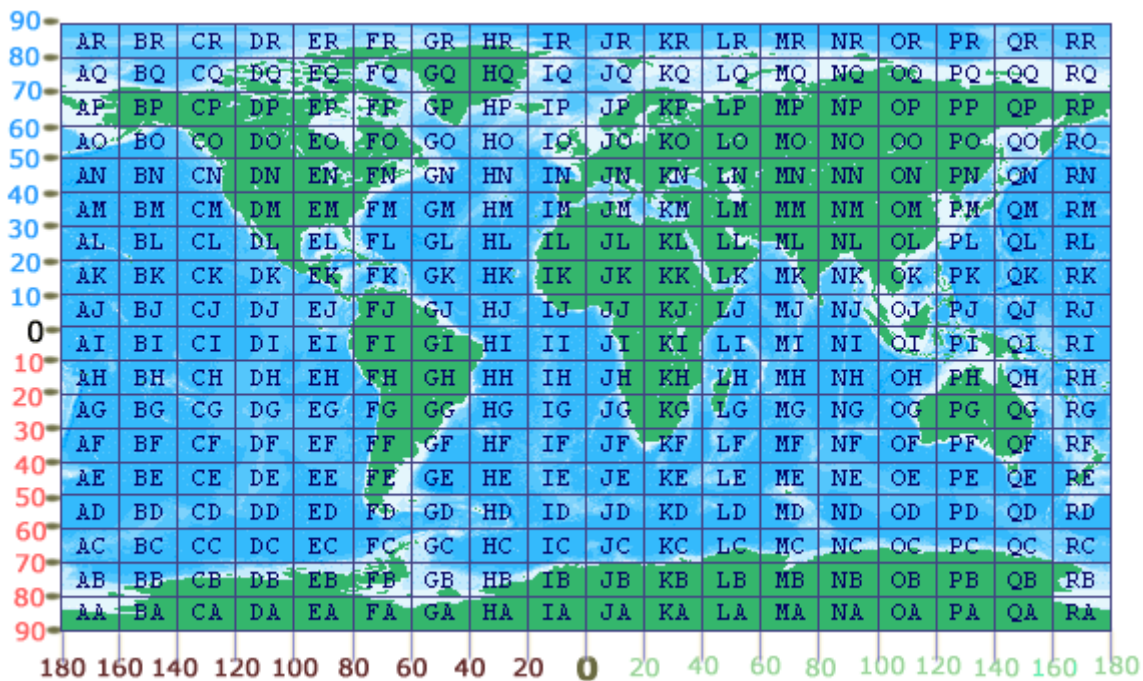 90
AR BR CR DR ER FR GR HR IR JR KR LR MR NR OR PR QR RR
80
AQ BQ CQ DQ EQ FQ GQ HQ IQ JQ KQ LQ MQ NQ OQ PQ QQ RQ
70
AP BP CP DP EP FP GP HP IP JP KP LP MP NP OP PP QP RP
60
AO BO CO DO EO FO GO HO IO JO KO LO MO NO OO PO QO RO
50
AN BN CN DN EN FN GN HN IN JN KN LN MN NN ON PN QN RN
40
AM BM CM DM EM FM GM HM IM JM KM LM MM NM OM PM QM RM
30
AL BL CL DL EL FL GL HL IL JL KL LL ML NL OL PL QL RL
20
AK BK CK DK EK FK GK HK IK JK KK LK MK NK OK PK QK RK
10
AJ BJ CJ DJ EJ FJ GJ HJ IJ JJ KJ LJ MJ NJ OJ PJ QJ RJ
0
AI BI CI DI EI FI GI HI II JI KI LI MI NI OI PI QI RI
10
AH BH CH DH EH FH GH HH IH JH KH LH MH NH OH PH QH RH
20
AG BG CG DG EG FG GG HG IG JG KG LG MG NG OG PG QG RG
30
AF BF CF DF EF FF GF HF IF JF KF LF MF NF OF PF QF RF
40
AE BE CE DE EE FE GE HE IE JE KE LE ME NE OE PE QE RE
50
AD BD CD DD ED FD GD HD ID JD KD LD MD ND OD PD QD RD
60
AC BC CC DC EC FC GC HC IC JC KC LC MC NC OC PC QC RC
70
AB BB CB DB EB FB GB HB IB JB KB LB MB NB OB PB QB RB
80
AA BA CA DA EA FA GA HA IA JA KA LA MA NA OA PA QA RA
90
180 160 140 120 100 80 60 40 20 0 20 40 60 80 100 120 140 160 180